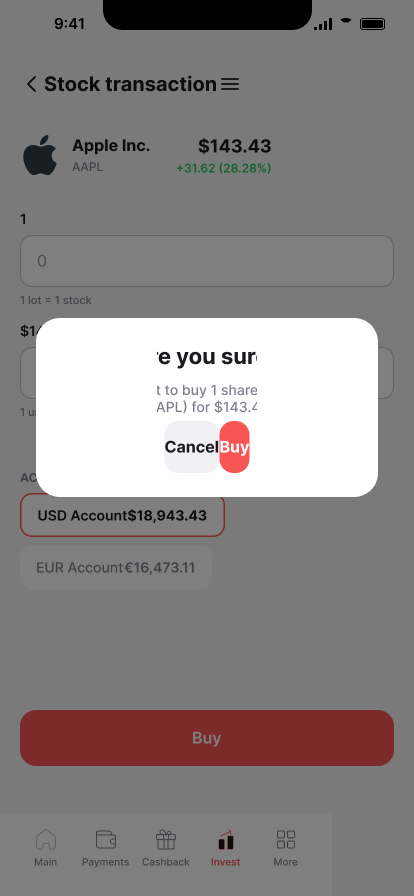 9:41
Stock transaction
Apple Inc.
$143.43
AAPL
+31.62 (28.28%)
1
0
1 lot = 1 stock
$14
e you sure
t to buy 1 share
APL) for $143.4
Cancel
Buy
USD Account$18,943.43
EUR Account€16,473.11
Buy
Main
Payments
Cashback
Invest
More